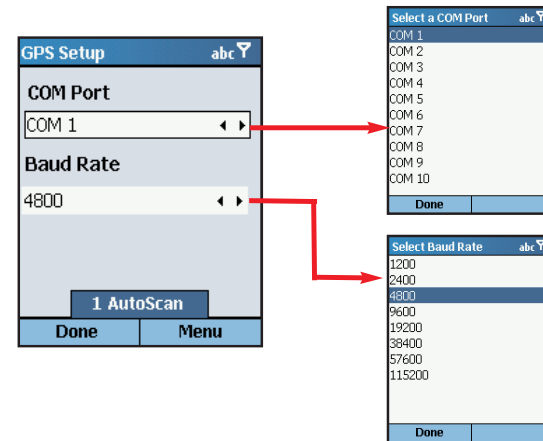 GPS Setup abc
COM Port
COM 1
Baud Rate
4800
1 AutoScan
Done Menu
Select a COM Port abc
COM 1
COM 2
COM 3
COM 4
COM 5
COM 6
COM 7
COM 8
COM 9
COM 10
Done
Select Baud Rate abc
1200
2400
4800
9600
19200
38400
57600
115200
Done